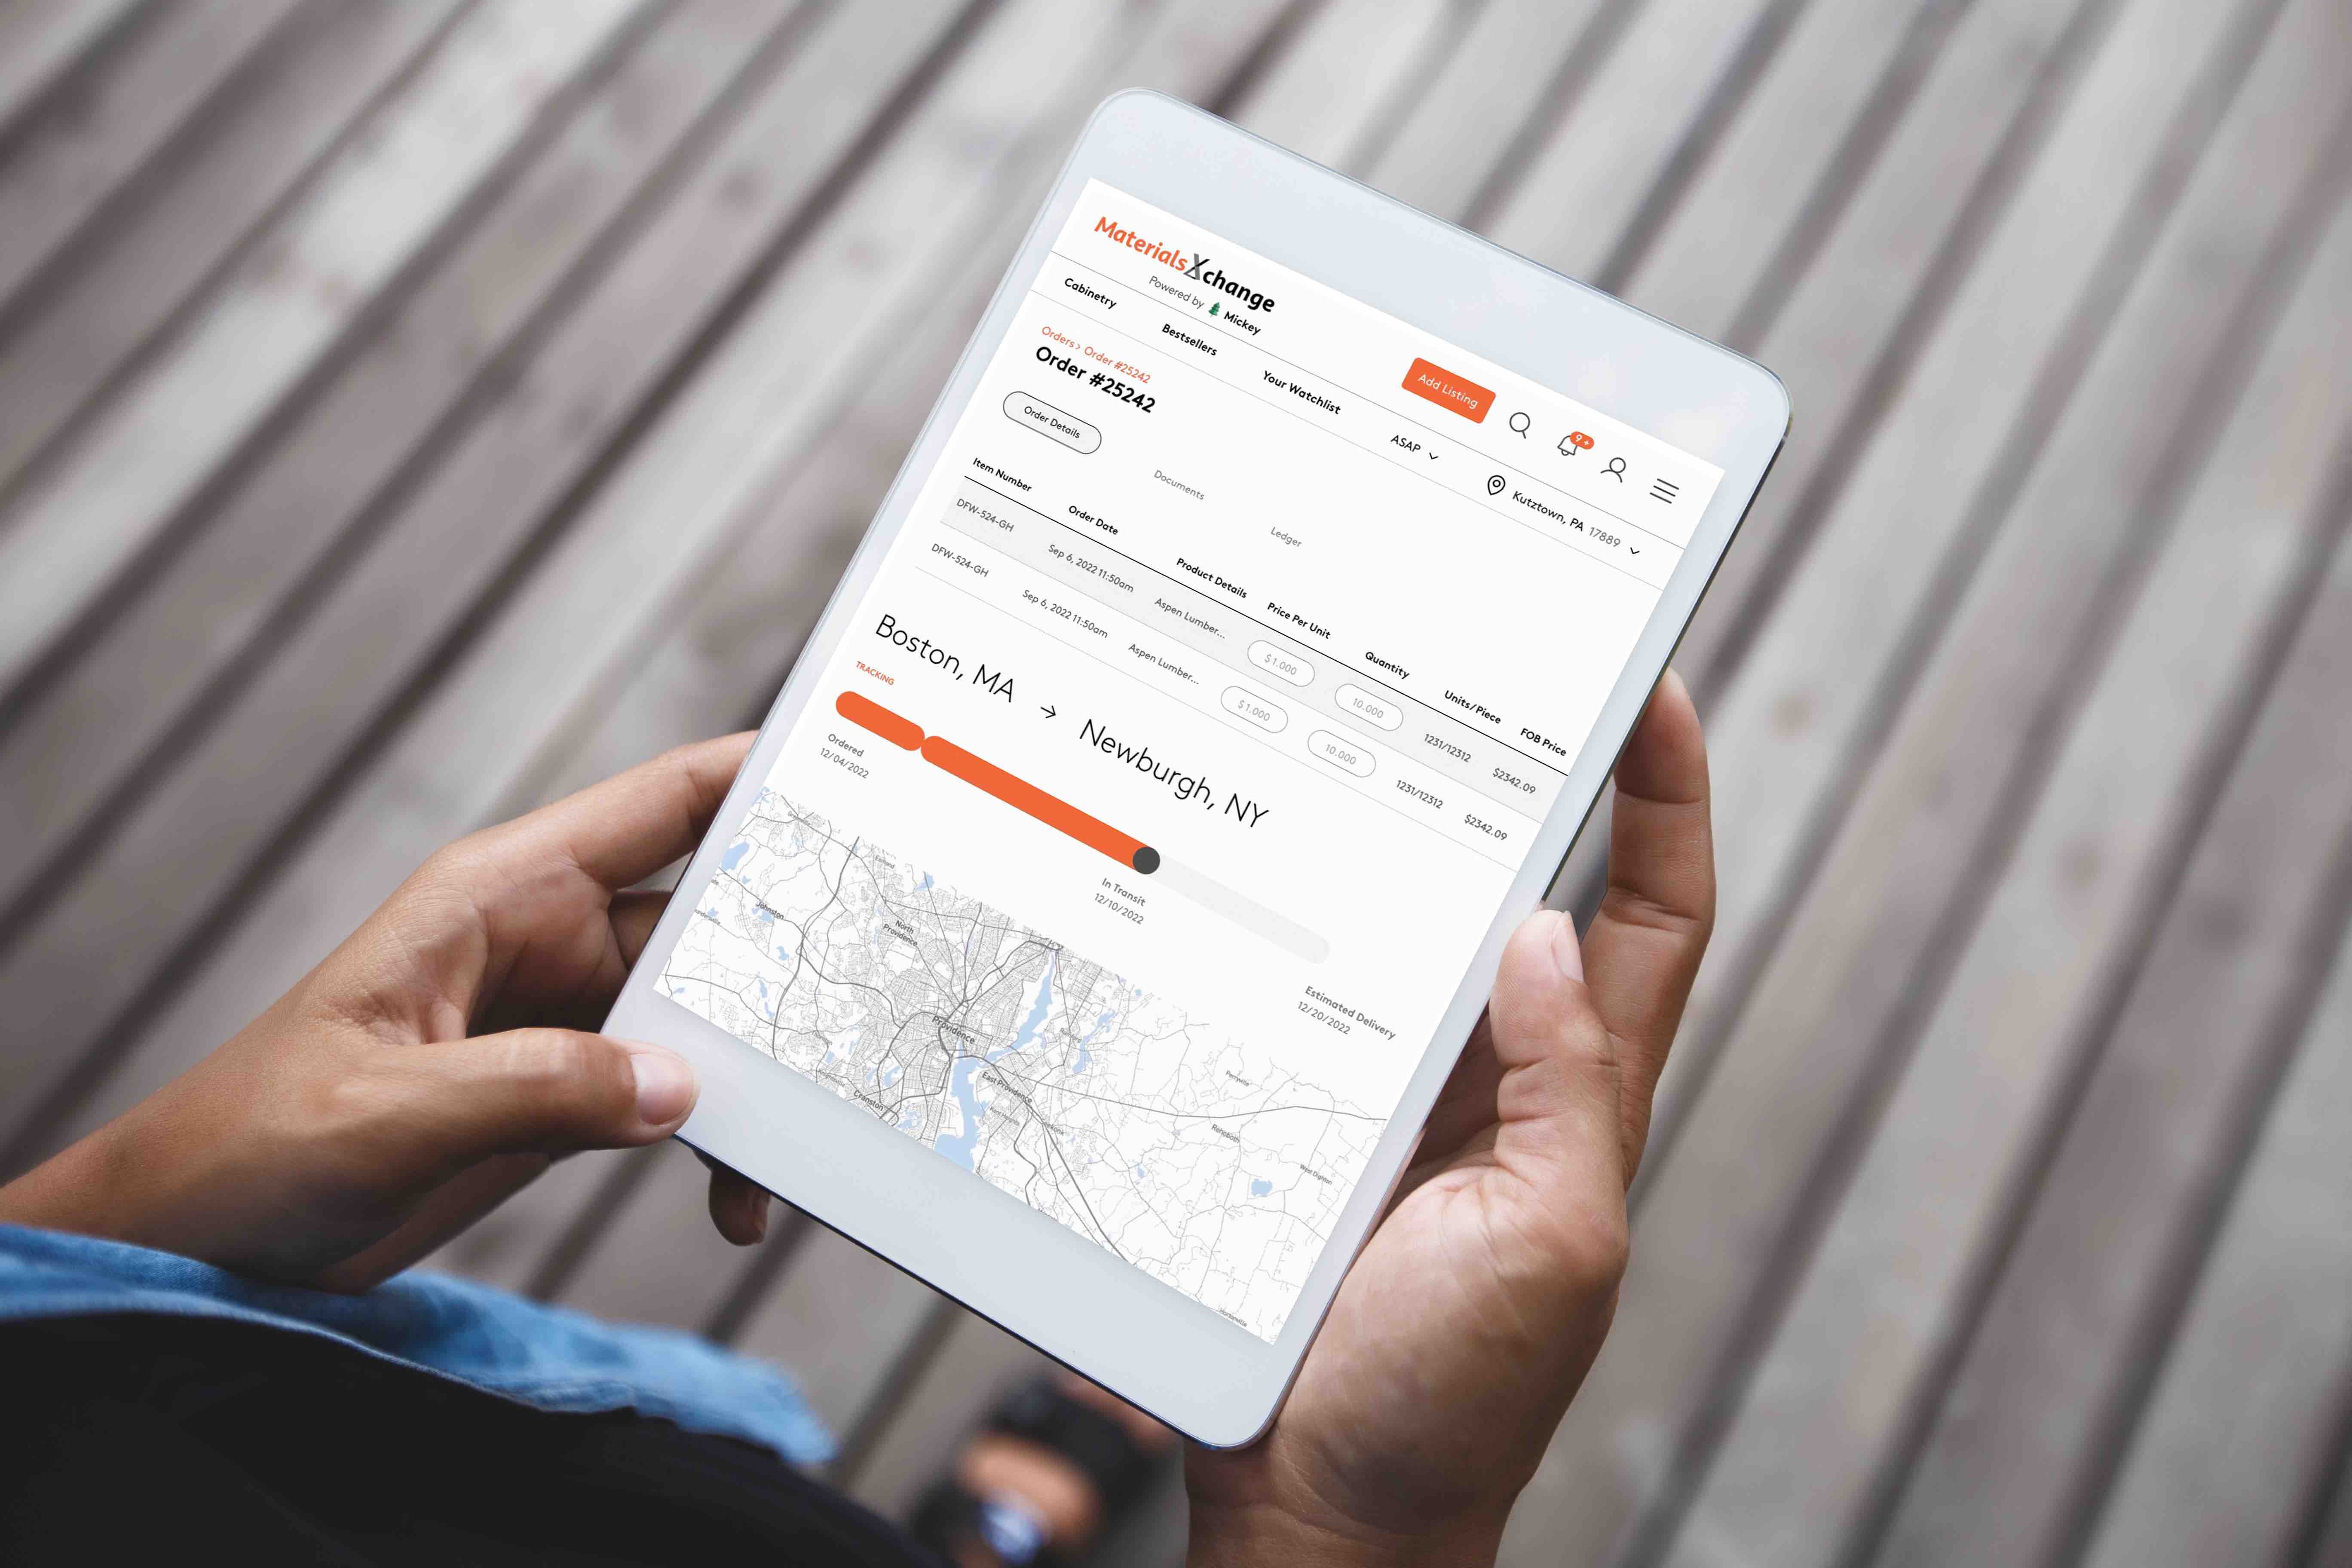 MaterialsXchange
Powered by Mickey
Add Listing
9+
Cabinetry
Bestsellers
Your Watchlist
ASAP
Kutztown, PA 17889
Orders > Order #25242
Order #25242
Order Details
Documents
Ledger
Item Number Order Date Product Details Price Per Unit Quantity Units/Piece FOB Price
DFW-524-GH Sep 6, 2022 11:50am Aspen Lumber... $1.000 10.000 1231/12312 $2342.09
DFW-524-GH Sep 6, 2022 11:50am Aspen Lumber... $1.000 10.000 1231/12312 $2342.09
Boston, MA → Newburgh, NY
TRACKING
Ordered
12/04/2022
In Transit
12/10/2022
Estimated Delivery
12/20/2022
Esmond
Johnston
North
Providence
Providence
East Providence
Cranston
Kent Heights
Perryville
Rehoboth
West Dighton